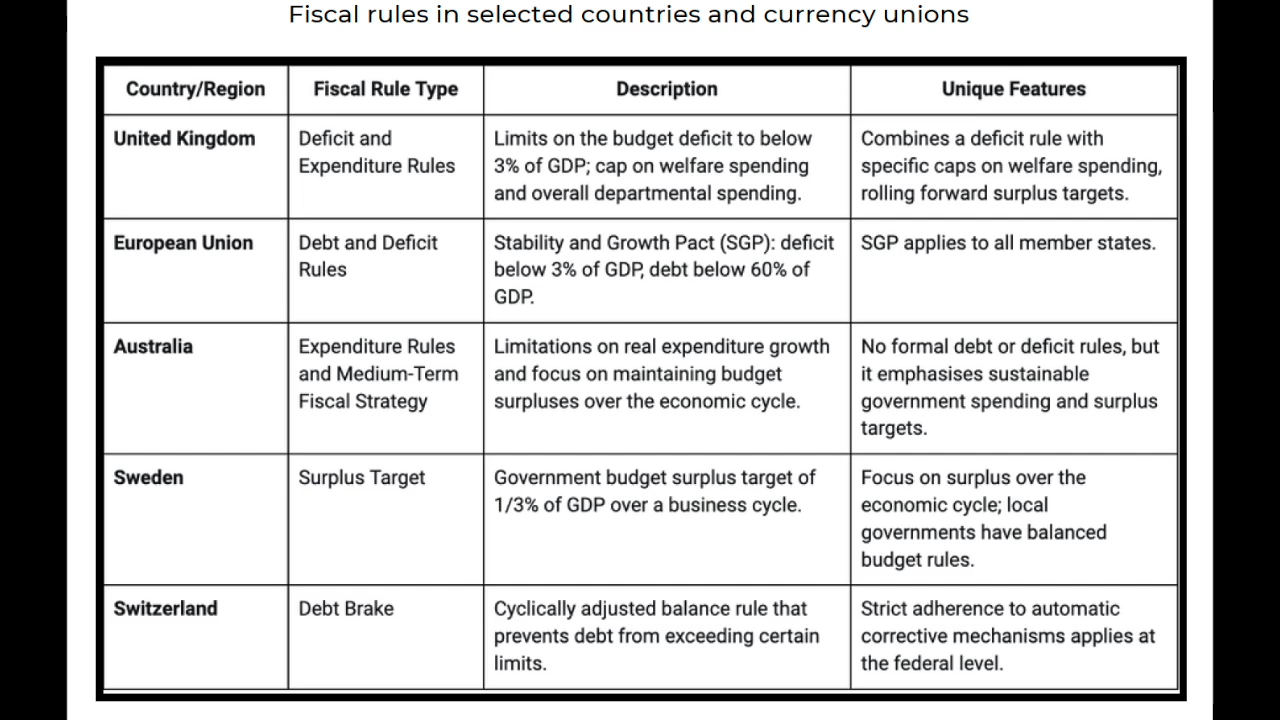 Fiscal rules in selected countries and currency unions
Country/Region
Fiscal Rule Type
Description
Unique Features
United Kingdom
Deficit and
Expenditure Rules
Limits on the budget deficit to below
3% of GDP; cap on welfare spending
and overall departmental spending.
Combines a deficit rule with
specific caps on welfare spending,
rolling forward surplus targets.
European Union
Debt and Deficit
Rules
Stability and Growth Pact (SGP): deficit
below 3% of GDP, debt below 60% of
GDP.
SGP applies to all member states.
Australia
Expenditure Rules
and Medium-Term
Fiscal Strategy
Limitations on real expenditure growth
and focus on maintaining budget
surpluses over the economic cycle.
No formal debt or deficit rules, but
it emphasises sustainable
government spending and surplus
targets.
Sweden
Surplus Target
Government budget surplus target of
1/3% of GDP over a business cycle.
Focus on surplus over the
economic cycle; local
governments have balanced
budget rules.
Switzerland
Debt Brake
Cyclically adjusted balance rule that
prevents debt from exceeding certain
limits.
Strict adherence to automatic
corrective mechanisms applies at
the federal level.